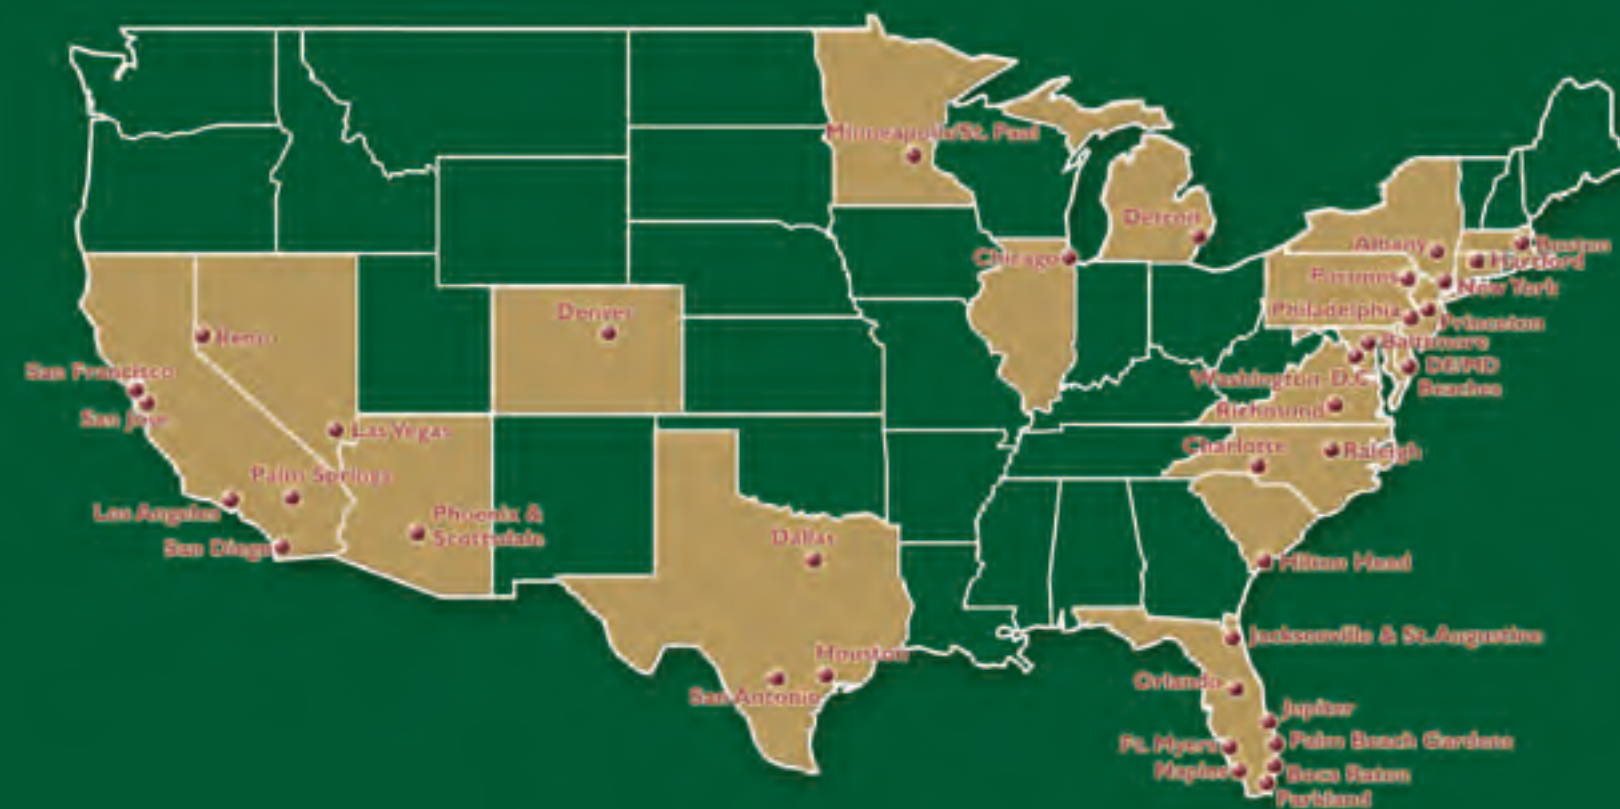 Minneapolis/St. Paul
Detroit
Chicago
Albany
Boston
Hartford
Poconos
New York
Philadelphia
Princeton
Baltimore
Washington D.C.
DE/MD
Beaches
Richmond
Denver
Reno
San Francisco
San Jose
Las Vegas
Palm Springs
Los Angeles
San Diego
Phoenix &
Scottsdale
Charlotte
Raleigh
Dallas
Hilton Head
Houston
San Antonio
Jacksonville & St. Augustine
Orlando
Jupiter
Ft. Myers
Palm Beach Gardens
Naples
Boca Raton
Parkland